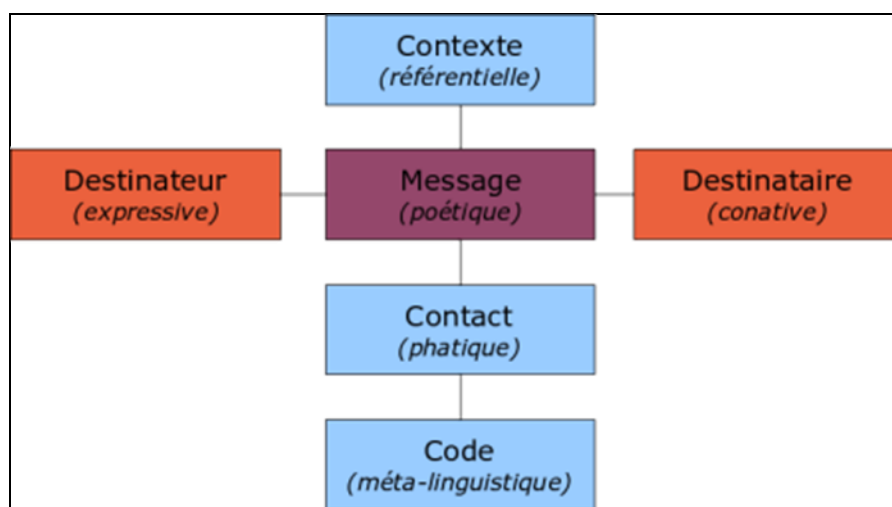 Contexte
(référentielle)
Destinateur
(expressive)
Message
(poétique)
Destinataire
(conative)
Contact
(phatique)
Code
(méta-linguistique)